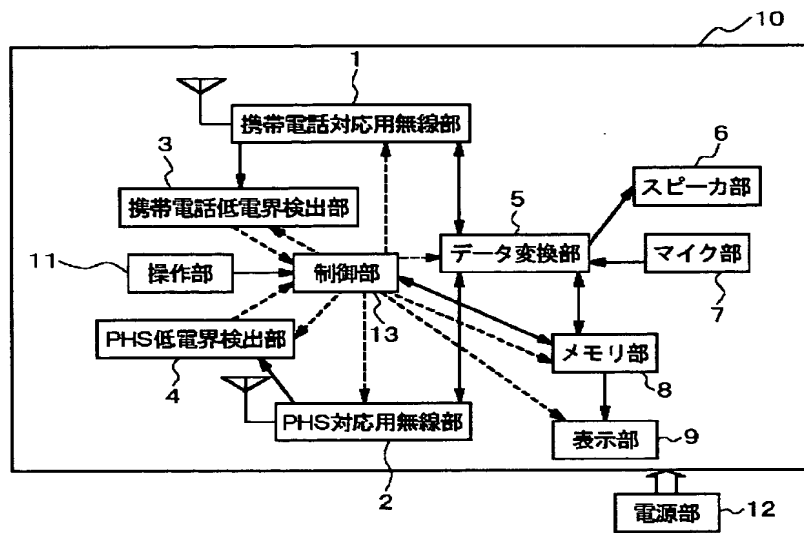 10
1
携帯電話対応用無線部
3
携帯電話低電界検出部
6
スピーカ部
5
データ変換部
マイク部
7
11
操作部
制御部
13
PHS低電界検出部
4
メモリ部
8
PHS対応用無線部
2
表示部
9
電源部
12